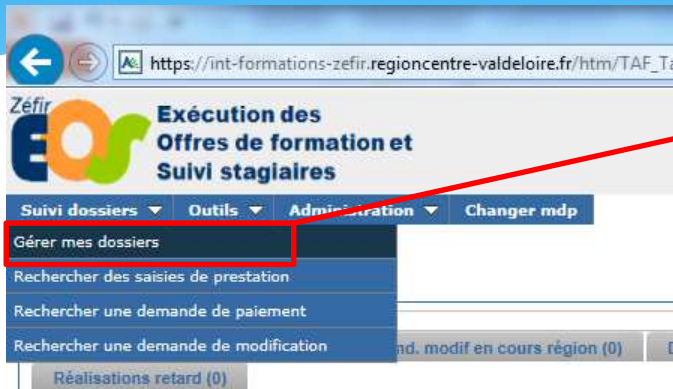 https://int-formations-zefir.regioncentre-valdeloire.fr/htm/TAF_Ta
Zéfir
EOS
Exécution des
Offres de formation et
Suivi stagiaires
Suivi dossiers Outils Administration Changer mdp
Gérer mes dossiers
Rechercher des saisies de prestation
Rechercher une demande de paiement
Rechercher une demande de modification
nd. modif en cours région (0) D
Réalisations retard (0)